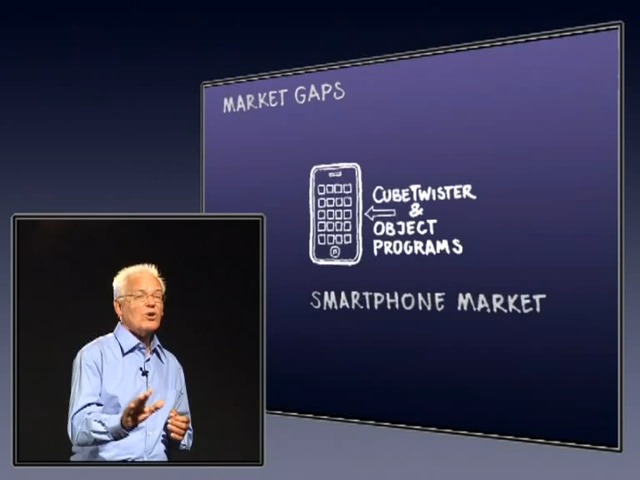 MARKET GAPS
CUBETWISTER
&
OBJECT
PROGRAMS
SMARTPHONE MARKET